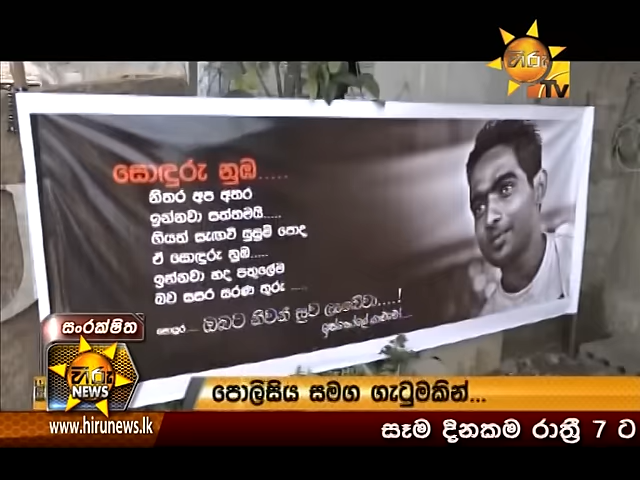 හිරු
TV
සොඳුරු නුඹ.....
නිතර අප අතර
ඉන්නවා සත්තමයි.....
ගියත් සැඟවී සුසුම් පොද
ඒ සොඳුරු නුඹ.....
ඉන්නවා හද පතුලේම
බව සසර සරණ තුරු .....
ඔබට නිවන් සුව ලැබේවා....!
සංරක්ෂිත
හිරු
NEWS
පොලිසිය සමග ගැටුමකින්...
www.hirunews.lk
සෑම දිනකම රාත්‍රී 7 ට